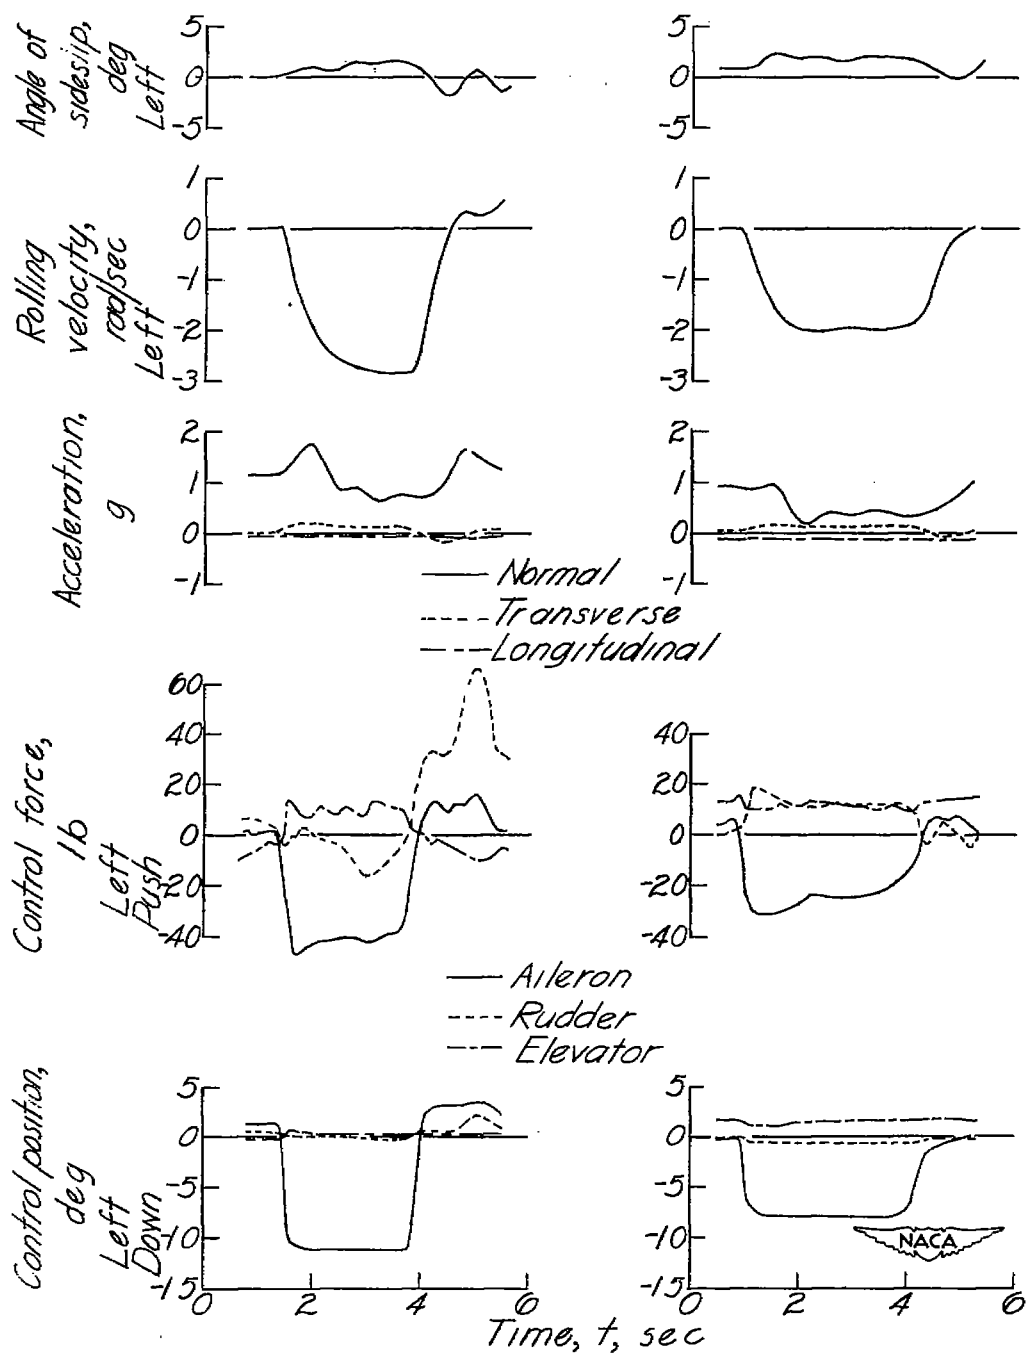 Angle of
sideslip,
deg
Left
5
0
-5
5
0
-5
Rolling
velocity,
rad/sec
Left
1
0
-1
-2
-3
1
0
-1
-2
-3
Acceleration,
g
2
1
0
-1
2
1
0
-1
Normal
Transverse
Longitudinal
Control force,
lb
Left
Push
60
40
20
0
-20
-40
40
20
0
-20
-40
Aileron
Rudder
Elevator
Control position,
deg
Left
Down
5
0
-5
-10
-15
5
0
-5
-10
-15
NACA
0 2 4 6
0 2 4 6
Time, t, sec